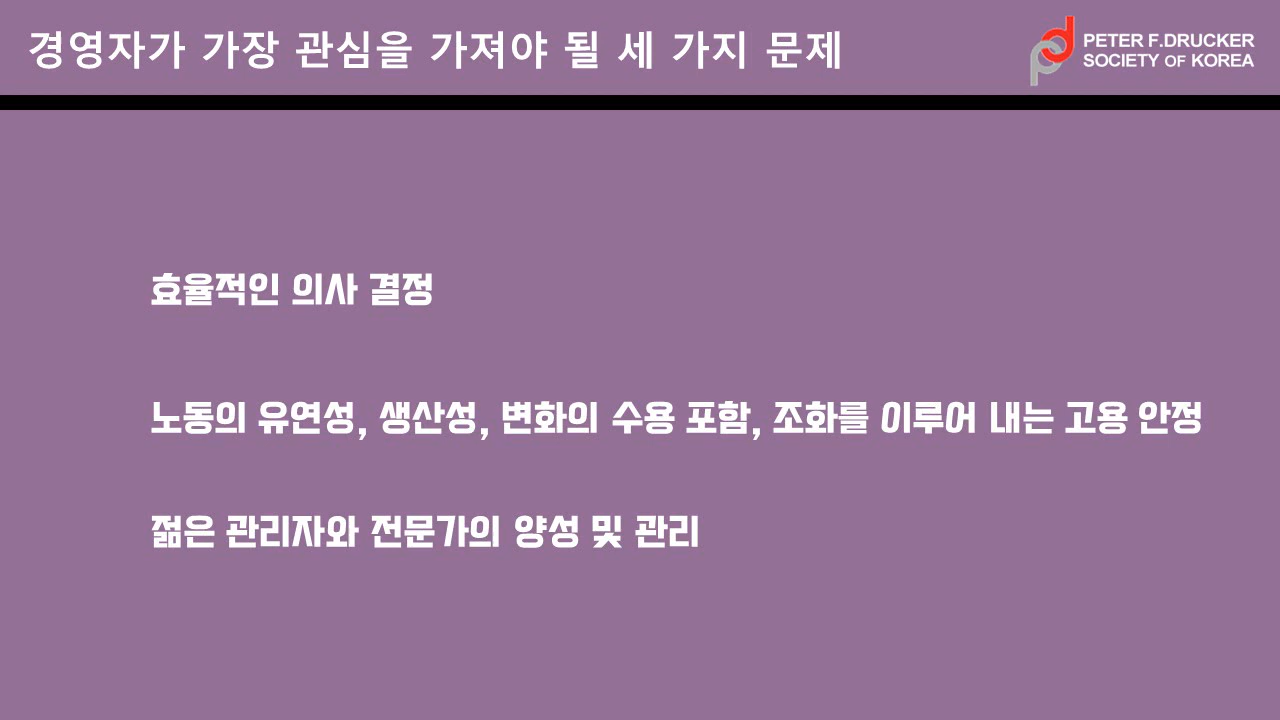 경영자가 가장 관심을 가져야 될 세 가지 문제
PETER F.DRUCKER
SOCIETY OF KOREA
효율적인 의사 결정
노동의 유연성, 생산성, 변화의 수용 포함, 조화를 이루어 내는 고용 안정
젊은 관리자와 전문가의 양성 및 관리